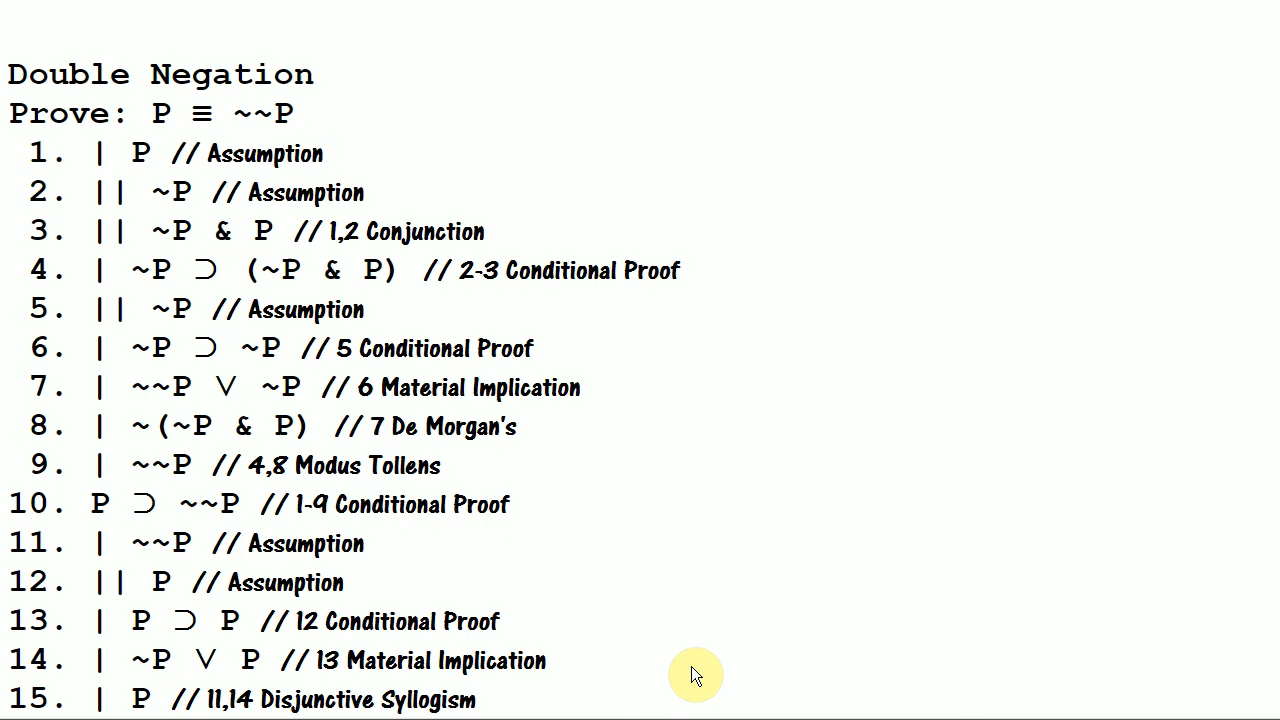 Double Negation
Prove: P ≡ ~~P
1. | P // Assumption
2. || ~P // Assumption
3. || ~P & P // 1,2 Conjunction
4. | ~P ⊃ (~P & P) // 2-3 Conditional Proof
5. || ~P // Assumption
6. | ~P ⊃ ~P // 5 Conditional Proof
7. | ~~P ∨ ~P // 6 Material Implication
8. | ~(~P & P) // 7 De Morgan's
9. | ~~P // 4,8 Modus Tollens
10. P ⊃ ~~P // 1-9 Conditional Proof
11. | ~~P // Assumption
12. || P // Assumption
13. | P ⊃ P // 12 Conditional Proof
14. | ~P ∨ P // 13 Material Implication
15. | P // 11,14 Disjunctive Syllogism